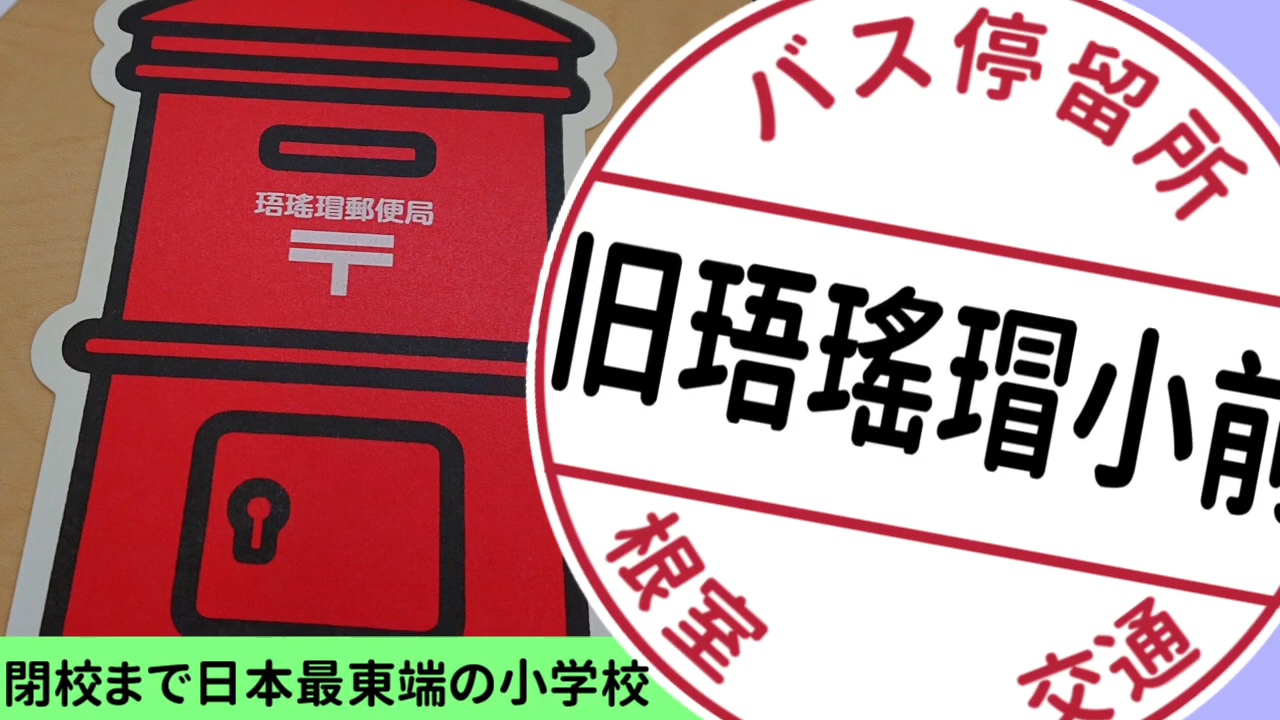 珸瑤瑁郵便局
〒
バス停留所
旧珸瑤瑁小前
根室
交通
閉校まで日本最東端の小学校